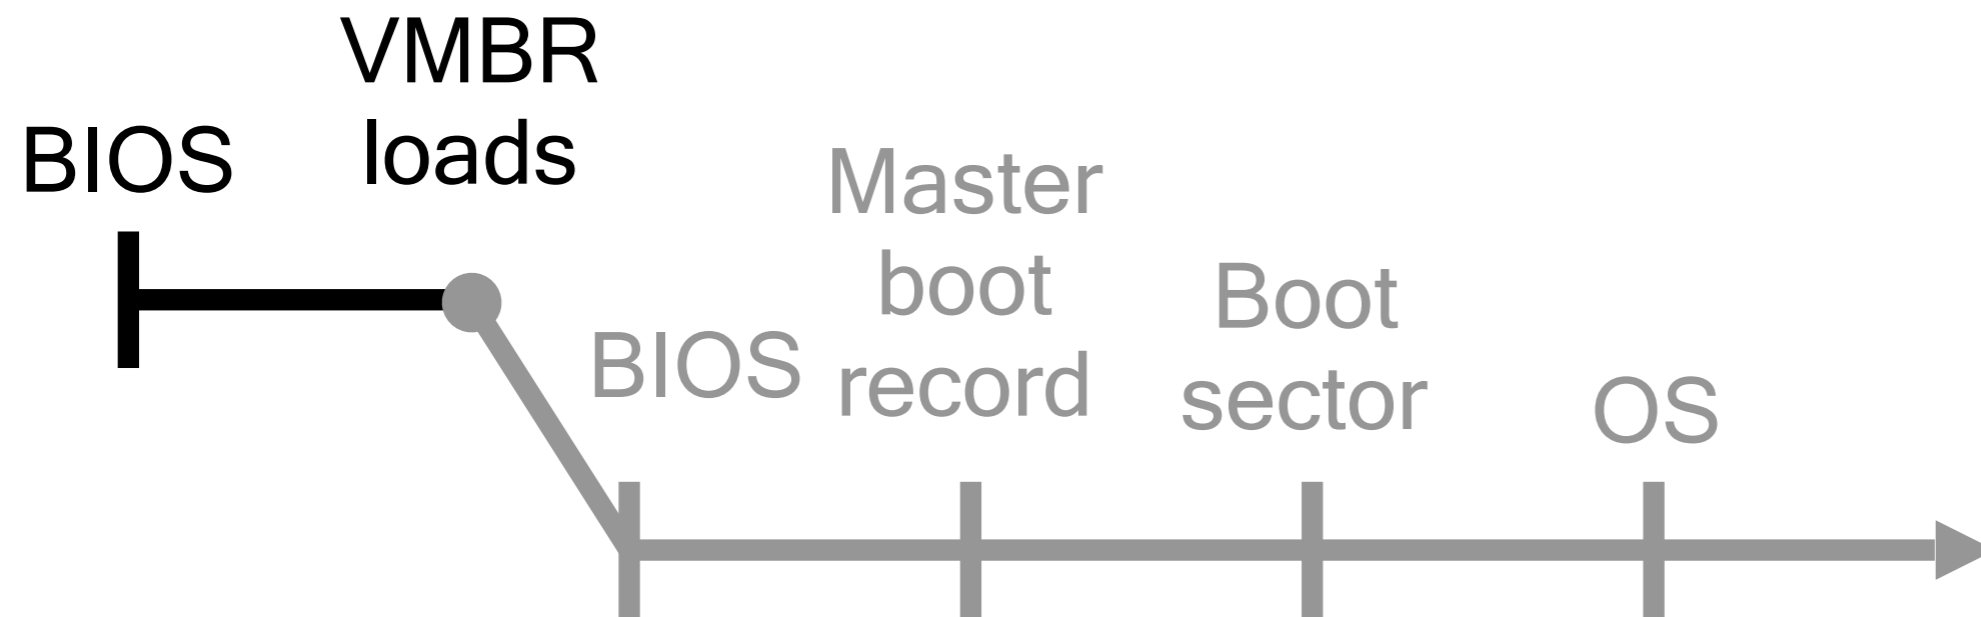 BIOS
VMBR
loads
BIOS
Master
boot
record
Boot
sector
OS